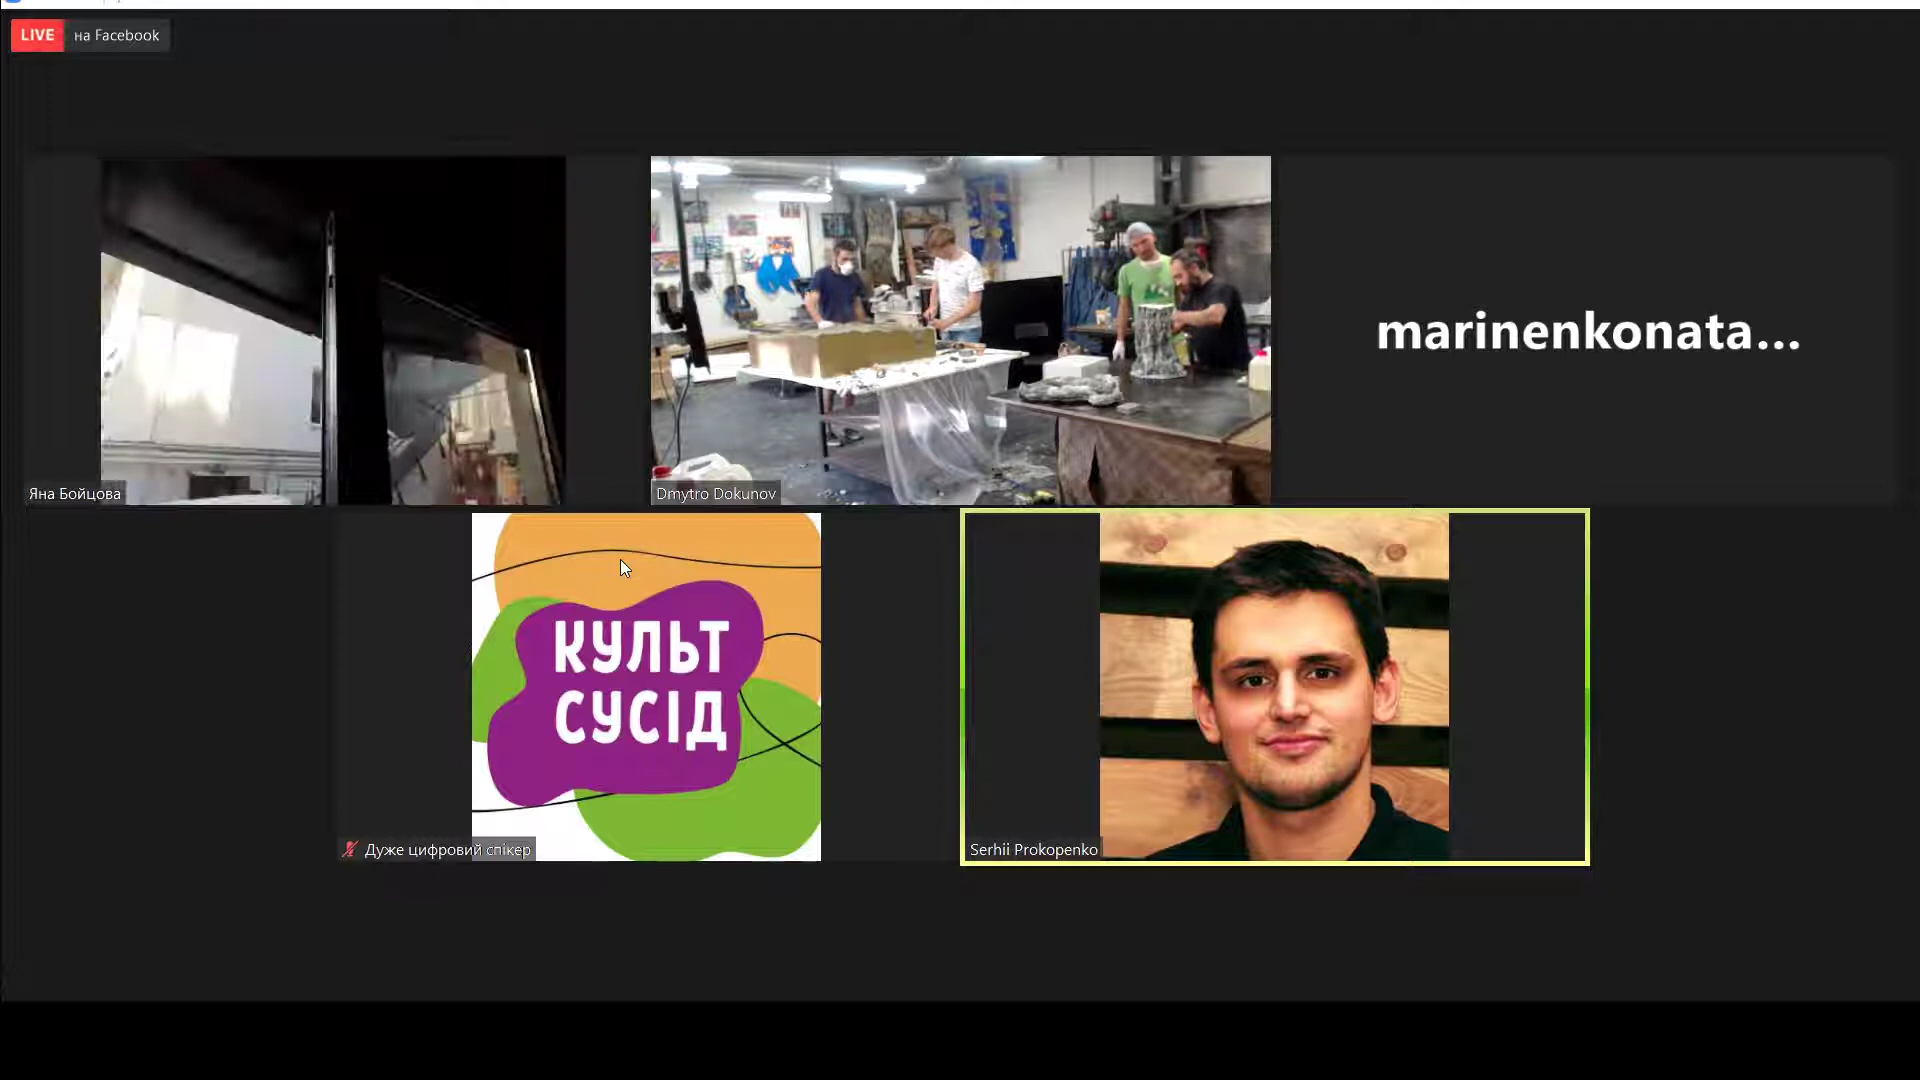 LIVE на Facebook
marinenkonata...
Яна Бойцова
Dmytro Dokunov
КУЛЬТ
СУСІД
Дуже цифровий спікер
Serhii Prokopenko